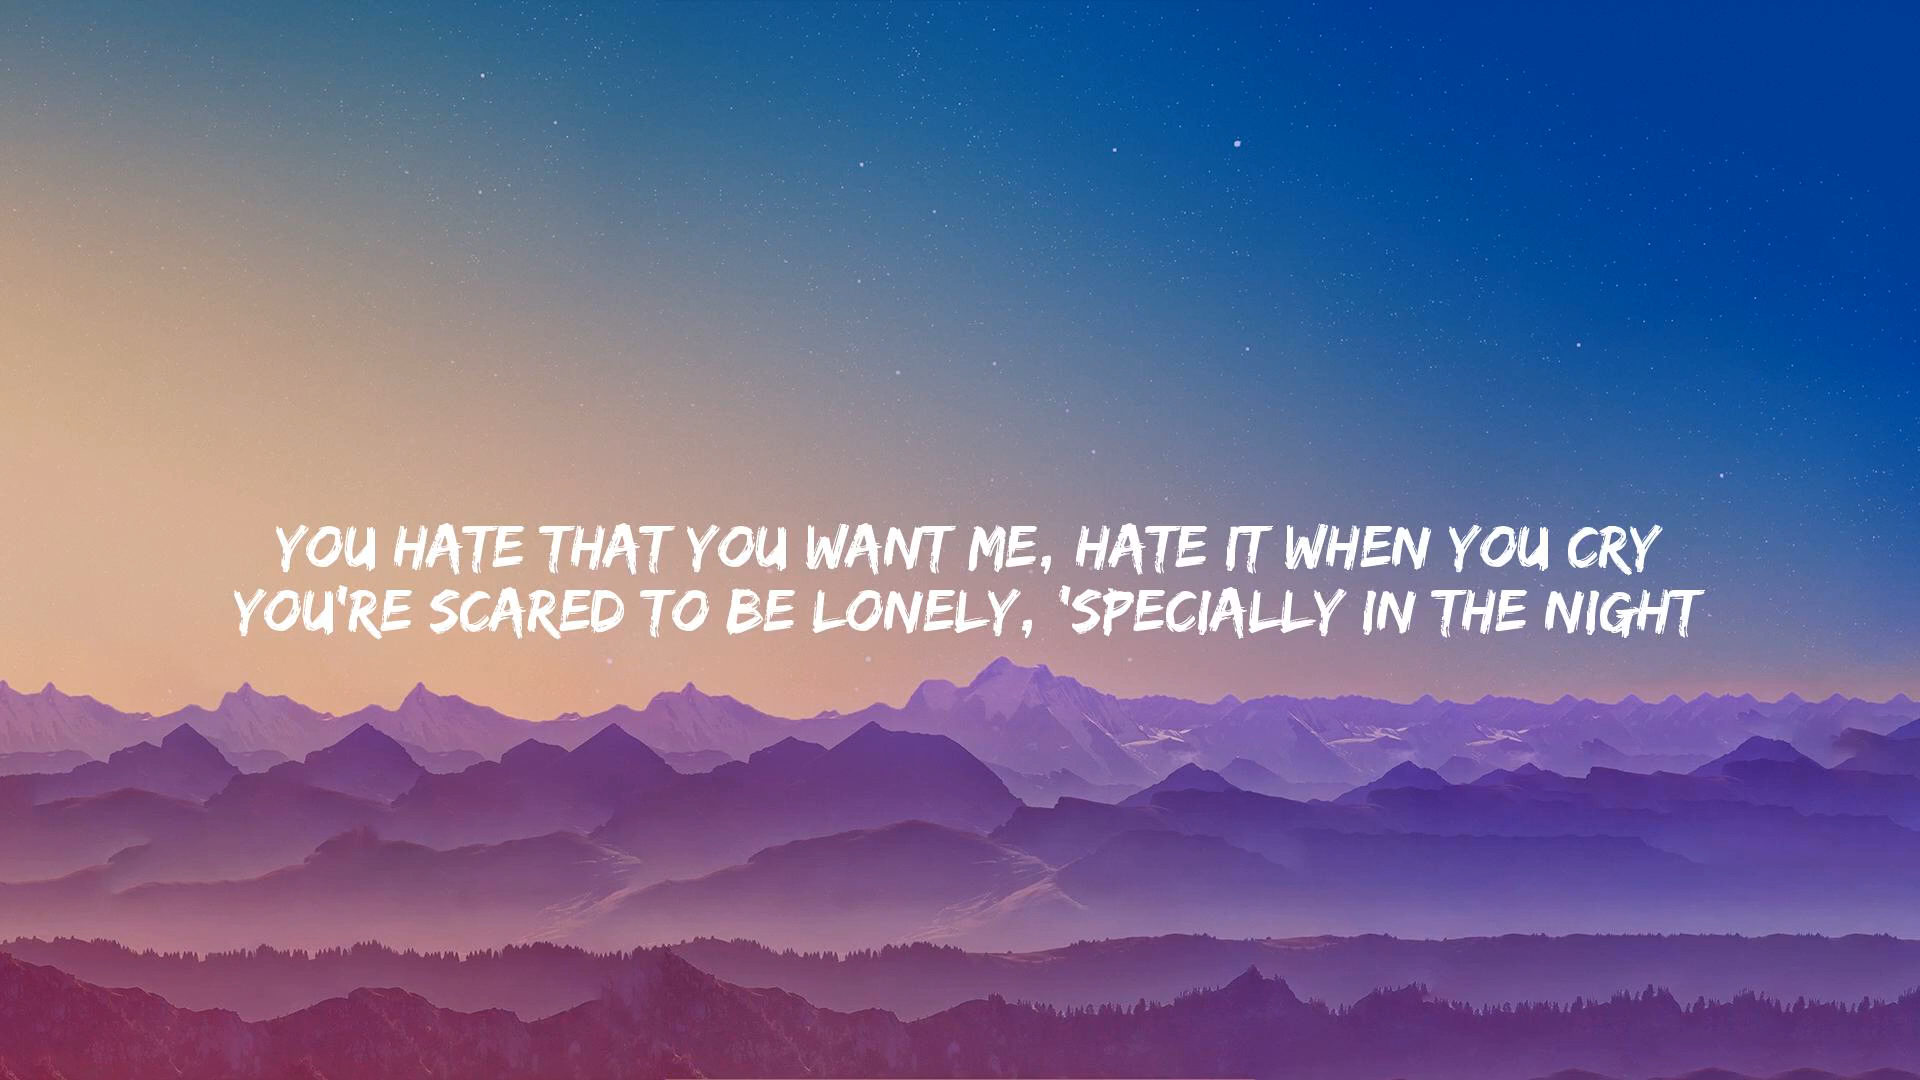 YOU HATE THAT YOU WANT ME, HATE IT WHEN YOU CRY
YOU'RE SCARED TO BE LONELY, 'SPECIALLY IN THE NIGHT